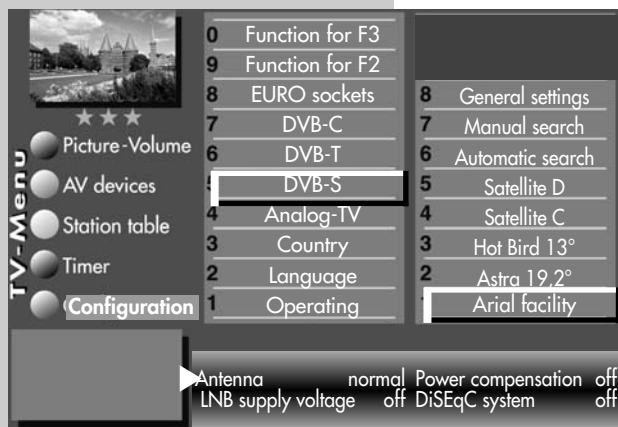 TV-Menu
Picture-Volume
AV devices
Station table
Timer
Configuration
0 Function for F3
9 Function for F2
8 EURO sockets
7 DVB-C
6 DVB-T
5 DVB-S
4 Analog-TV
3 Country
2 Language
1 Operating
8 General settings
7 Manual search
6 Automatic search
5 Satellite D
4 Satellite C
3 Hot Bird 13°
2 Astra 19,2°
Arial facility
Antenna normal Power compensation off
LNB supply voltage off DiSEqC system off